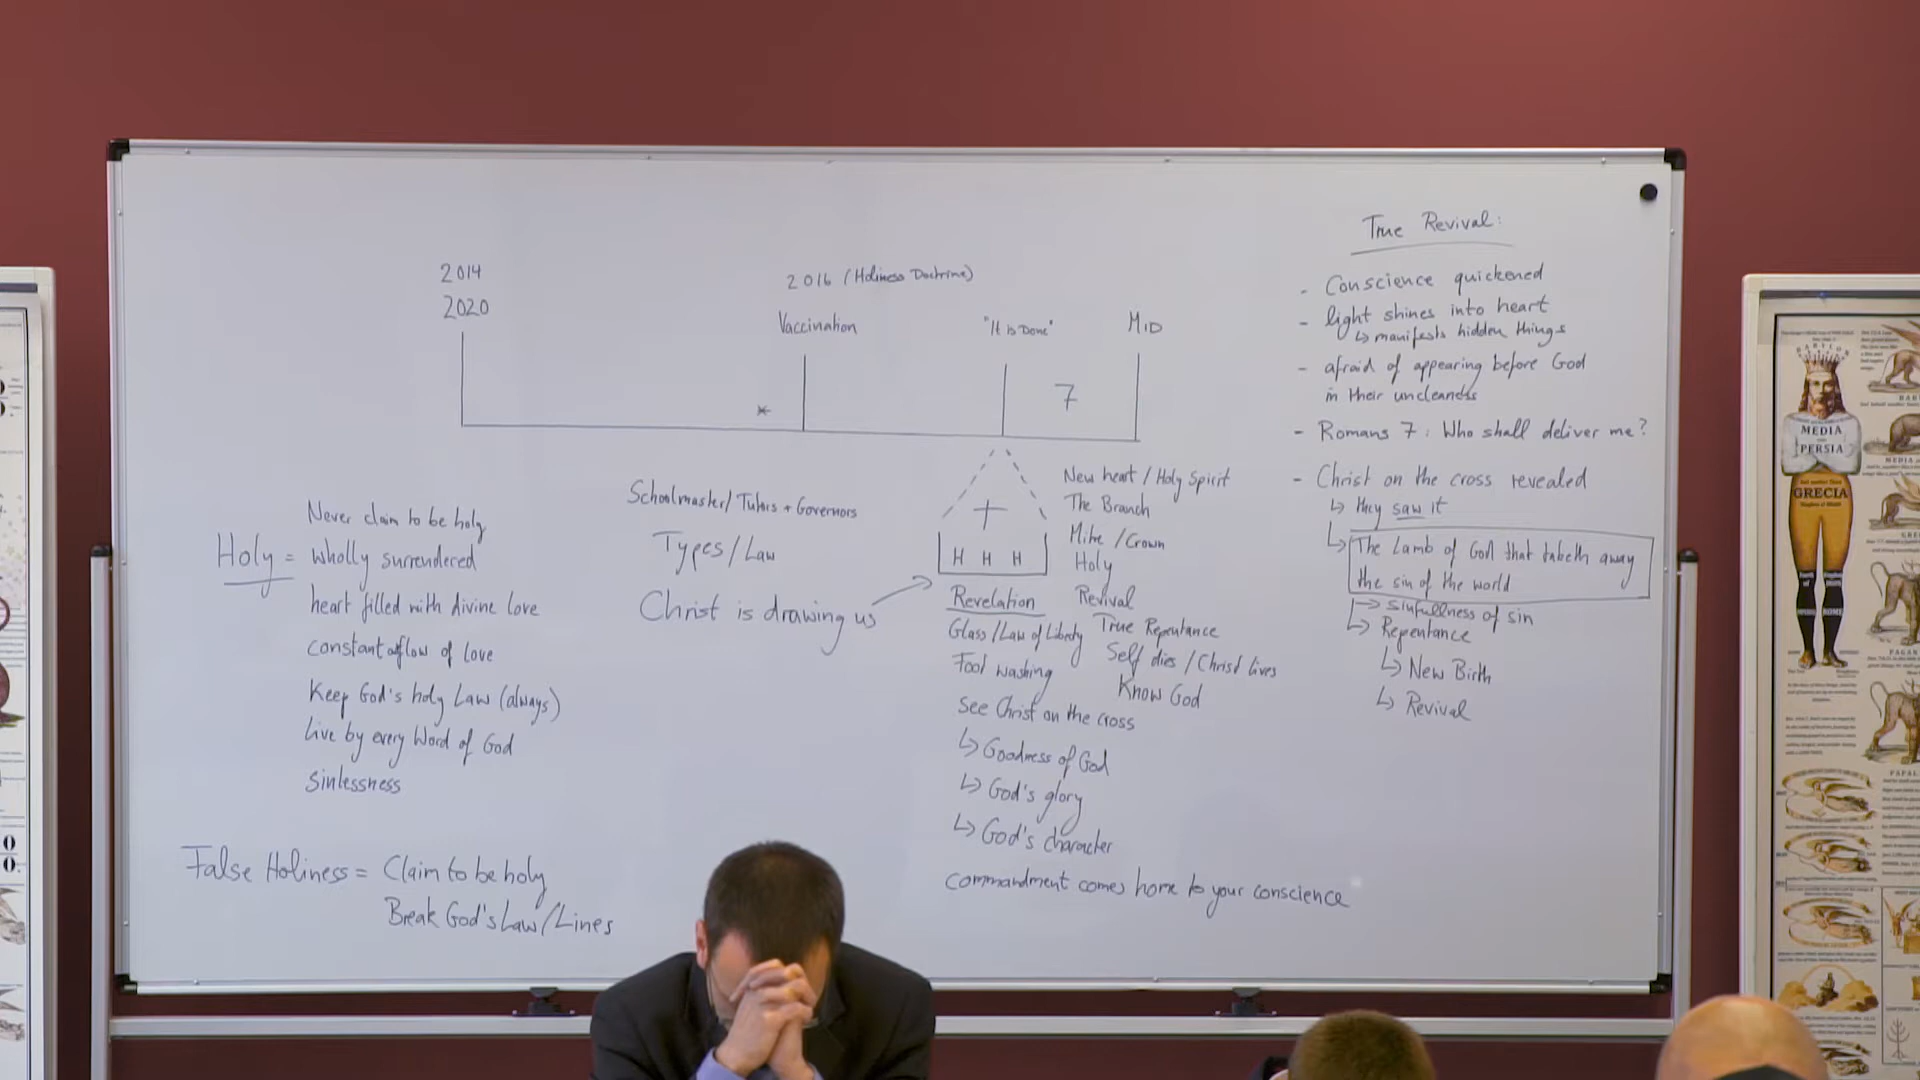 2014
2020
2016 (Holiness Doctrine)
Vaccination
"It is Done"
MID
*
7
Never claim to be holy
Holy = wholly surrendered
heart filled with divine love
constant flow of love
Keep God's holy Law (always)
Live by every Word of God
Sinlessness
False Holiness = Claim to be holy
Break God's Law/Lines
Schoolmaster/Tutors + Governors
Types/Law
Christ is drawing us
H H H
Revelation
Glass/Law of Liberty
Foot washing
See Christ on the cross
↳ Goodness of God
↳ God's glory
↳ God's character
Commandment comes home to your conscience
New heart / Holy Spirit
The Branch
Mitre / Crown
Holy
Revival
True Repentance
Self dies / Christ lives
Know God
True Revival:
- Conscience quickened
- light shines into heart
↳ manifests hidden things
- afraid of appearing before God
in their uncleanness
- Romans 7: Who shall deliver me?
- Christ on the cross revealed
↳ they saw it
↳ The Lamb of God that taketh away
the sin of the world
↳ sinfullness of sin
↳ Repentance
↳ New Birth
↳ Revival
BABYLON
MEDIA
PERSIA
GRECIA
ROME